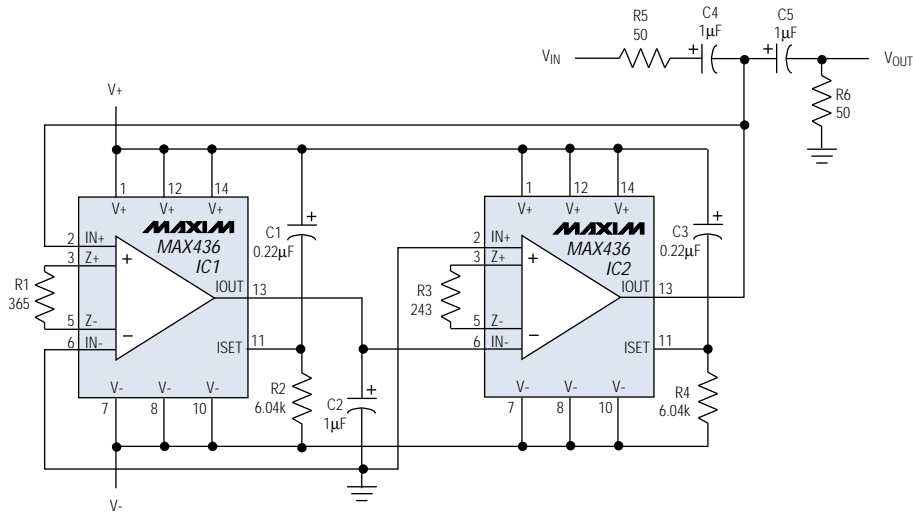 R5
50
C4
1µF
C5
1µF
VIN
VOUT
R6
50
V+
1
12
14
V+
V+
V+
MAXIM
MAX436
IC1
2
IN+
3
Z+
+
R1
365
IOUT
13
5
Z-
−
6
IN-
ISET
11
V-
V-
V-
7
8
10
C1
+
0.22µF
R2
6.04k
C2
+
1µF
1
12
14
V+
V+
V+
MAXIM
MAX436
IC2
2
IN+
3
Z+
+
R3
243
IOUT
13
5
Z-
−
6
IN-
ISET
11
V-
V-
V-
7
8
10
C3
+
0.22µF
R4
6.04k
V-
+
+